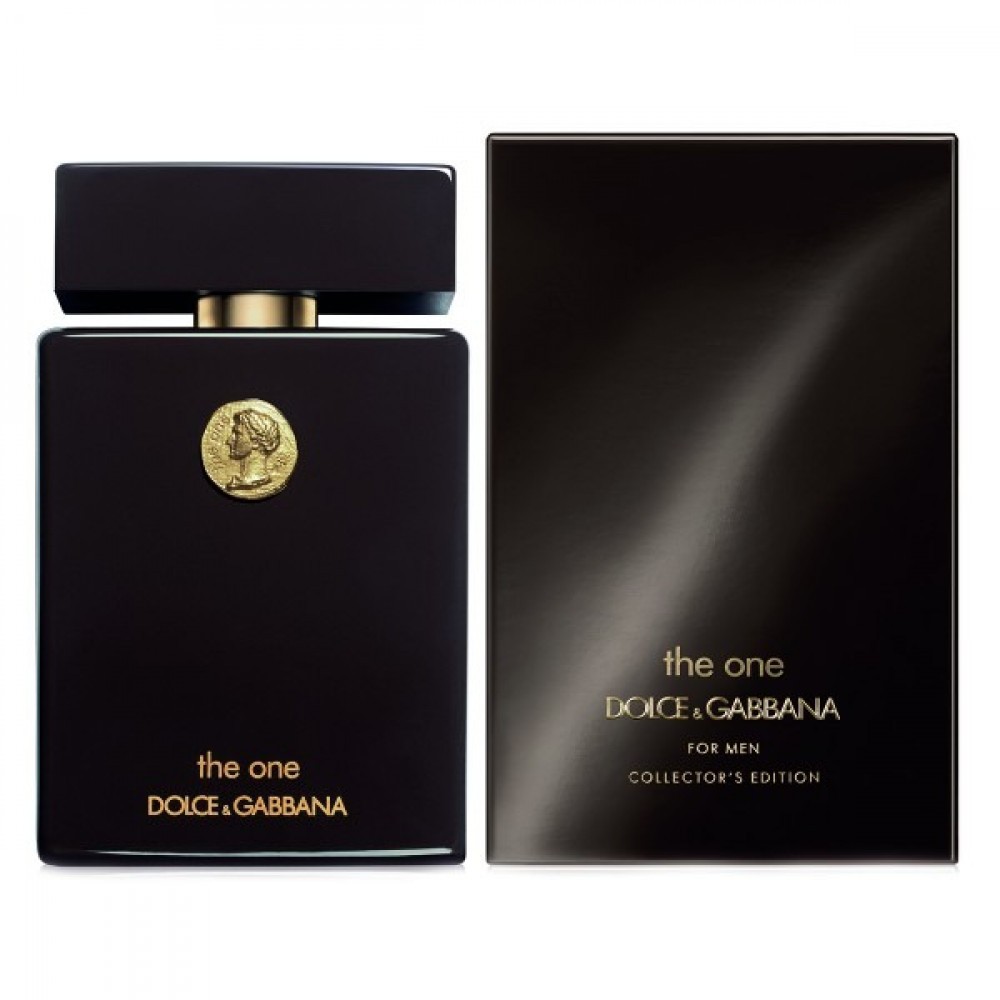 the one
DOLCE & GABBANA
the one
DOLCE & GABBANA
FOR MEN
COLLECTOR'S EDITION